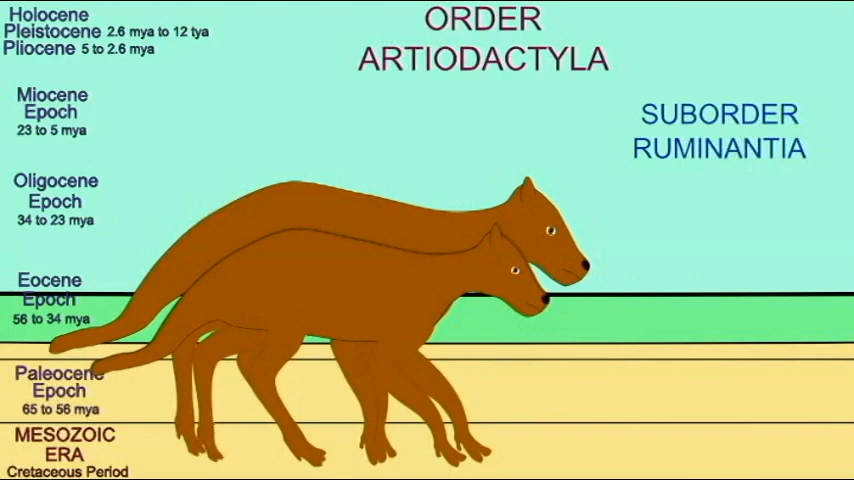 Holocene
Pleistocene 2.6 mya to 12 tya
Pliocene 5 to 2.6 mya
Miocene
Epoch
23 to 5 mya
Oligocene
Epoch
34 to 23 mya
Eocene
Epoch
56 to 34 mya
Paleocene
Epoch
65 to 56 mya
MESOZOIC
ERA
Cretaceous Period
ORDER
ARTIODACTYLA
SUBORDER
RUMINANTIA